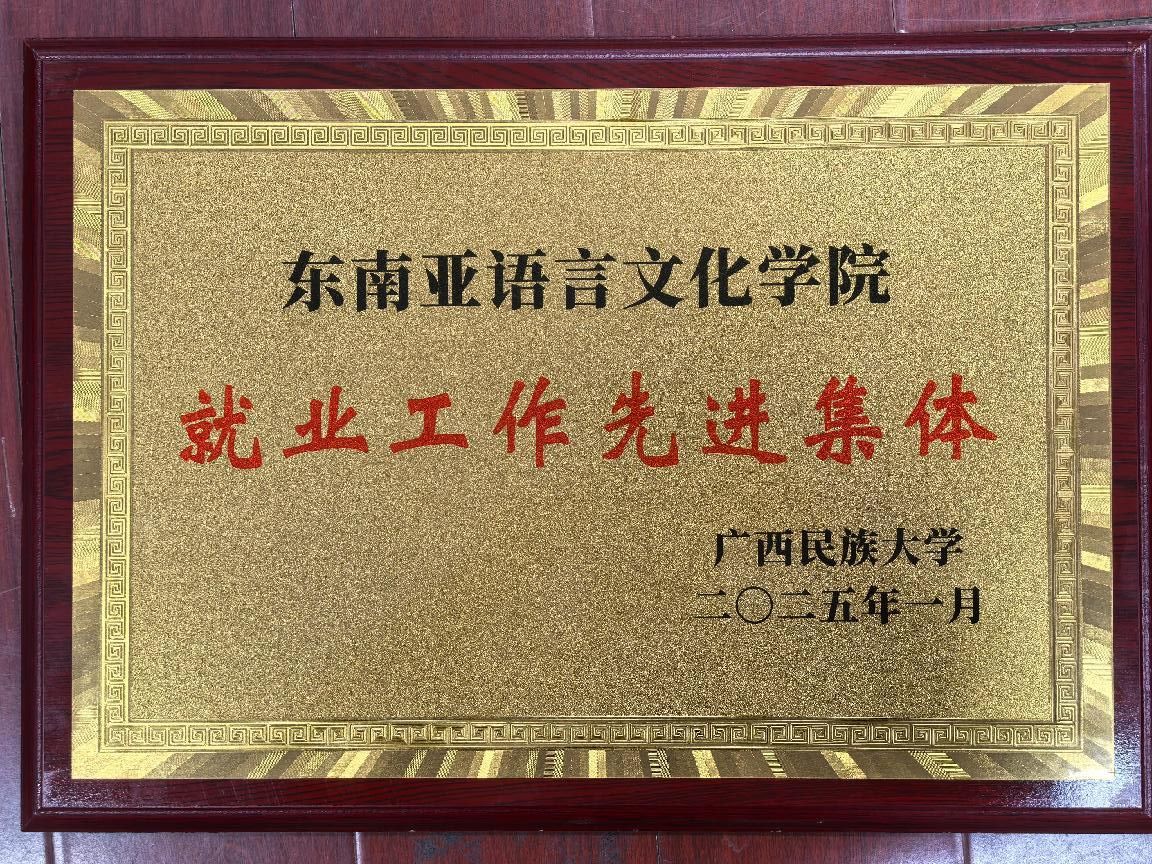 东南亚语言文化学院
就业工作先进集体
广西民族大学
二〇二五年一月